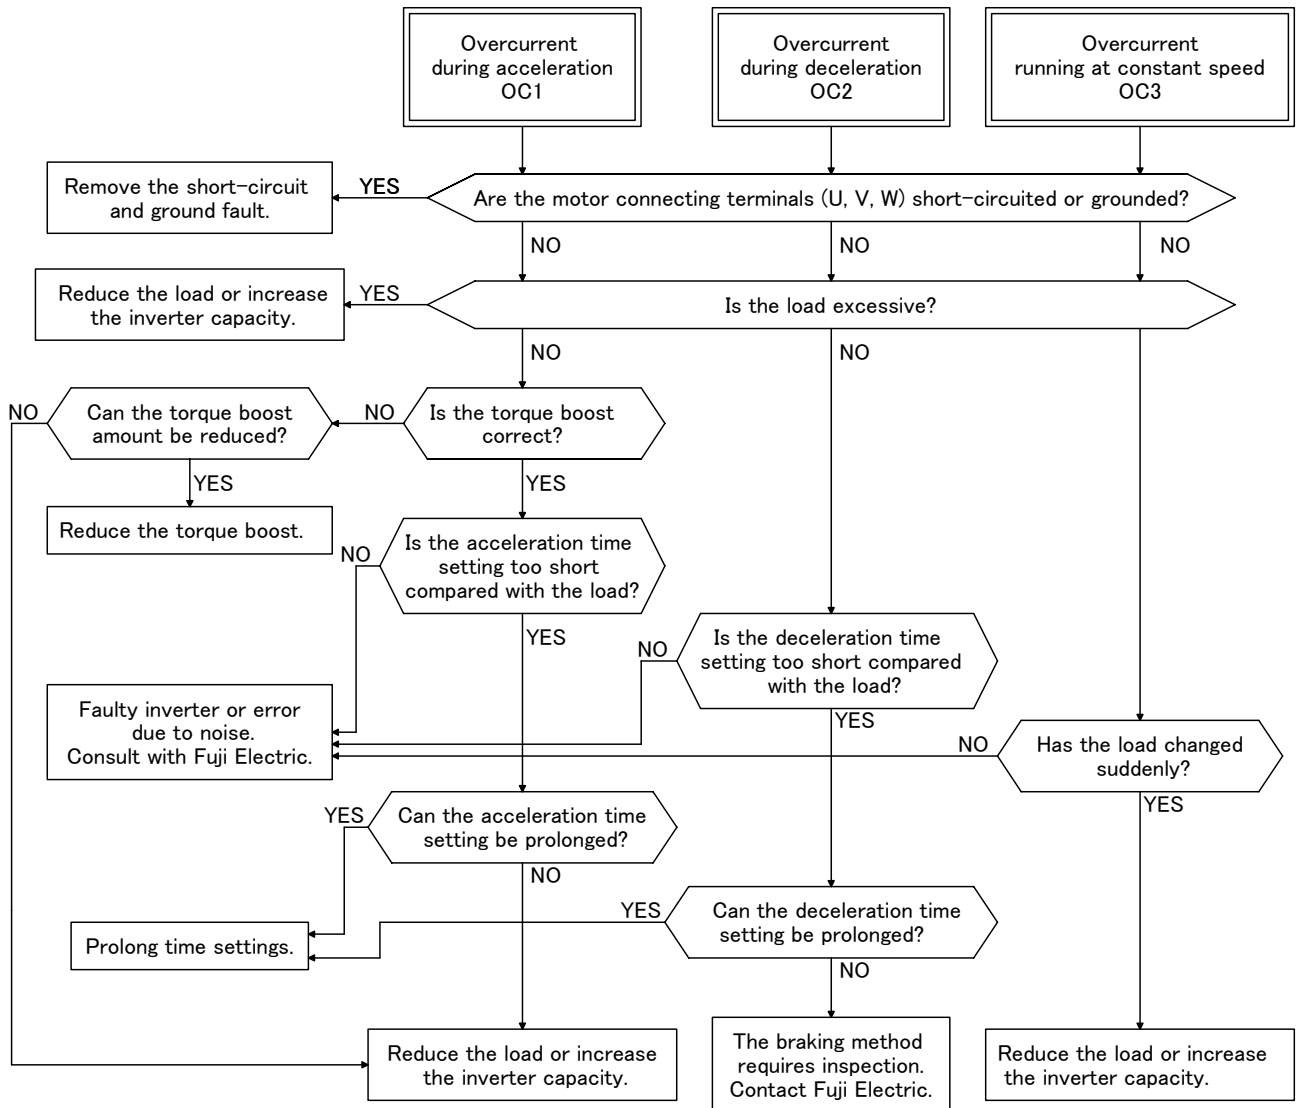 Overcurrent
during acceleration
OC1
Overcurrent
during deceleration
OC2
Overcurrent
running at constant speed
OC3
Remove the short-circuit
and ground fault.
YES
Are the motor connecting terminals (U, V, W) short-circuited or grounded?
NO
NO
NO
Reduce the load or increase
the inverter capacity.
YES
Is the load excessive?
NO
NO
NO
Can the torque boost
amount be reduced?
NO
Is the torque boost
correct?
YES
YES
Reduce the torque boost.
NO
Is the acceleration time
setting too short
compared with the load?
YES
NO
Is the deceleration time
setting too short compared
with the load?
YES
Faulty inverter or error
due to noise.
Consult with Fuji Electric.
NO
Has the load changed
suddenly?
YES
YES
Can the acceleration time
setting be prolonged?
NO
YES
Can the deceleration time
setting be prolonged?
NO
Prolong time settings.
Reduce the load or increase
the inverter capacity.
The braking method
requires inspection.
Contact Fuji Electric.
Reduce the load or increase
the inverter capacity.